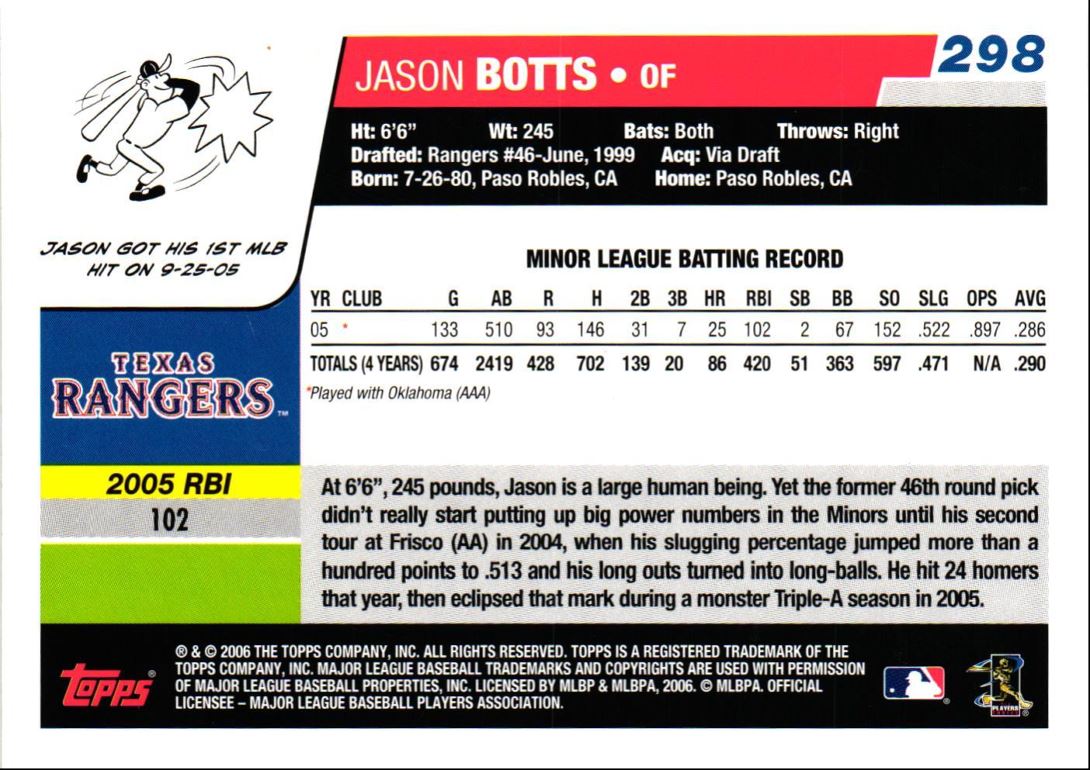 298
JASON BOTTS • OF
Ht: 6'6" Wt: 245 Bats: Both Throws: Right
Drafted: Rangers #46-June, 1999 Acq: Via Draft
Born: 7-26-80, Paso Robles, CA Home: Paso Robles, CA
JASON GOT HIS 1ST MLB
HIT ON 9-25-05
MINOR LEAGUE BATTING RECORD
YR CLUB G AB R H 2B 3B HR RBI SB BB SO SLG OPS AVG
05 * 133 510 93 146 31 7 25 102 2 67 152 .522 .897 .286
TOTALS (4 YEARS) 674 2419 428 702 139 20 86 420 51 363 597 .471 N/A .290
*Played with Oklahoma (AAA)
TEXAS
RANGERS™
2005 RBI
102
At 6'6", 245 pounds, Jason is a large human being. Yet the former 46th round pick
didn't really start putting up big power numbers in the Minors until his second
tour at Frisco (AA) in 2004, when his slugging percentage jumped more than a
hundred points to .513 and his long outs turned into long-balls. He hit 24 homers
that year, then eclipsed that mark during a monster Triple-A season in 2005.
Topps®
® & © 2006 THE TOPPS COMPANY, INC. ALL RIGHTS RESERVED. TOPPS IS A REGISTERED TRADEMARK OF THE
TOPPS COMPANY, INC. MAJOR LEAGUE BASEBALL TRADEMARKS AND COPYRIGHTS ARE USED WITH PERMISSION
OF MAJOR LEAGUE BASEBALL PROPERTIES, INC. LICENSED BY MLBP & MLBPA, 2006. © MLBPA. OFFICIAL
LICENSEE – MAJOR LEAGUE BASEBALL PLAYERS ASSOCIATION.
®
PLAYERS
CHOICE ®